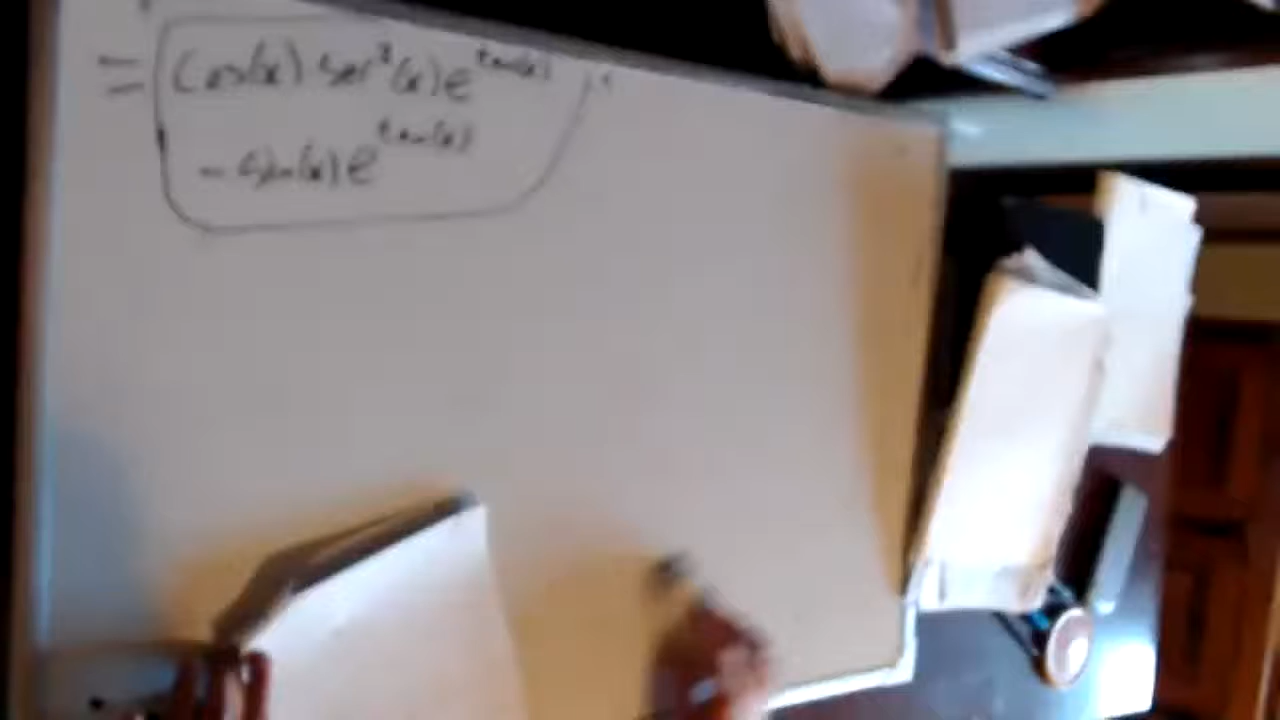 = cos(x) · sec²(x) e^tan(x)
- sin(x) e^tan(x)